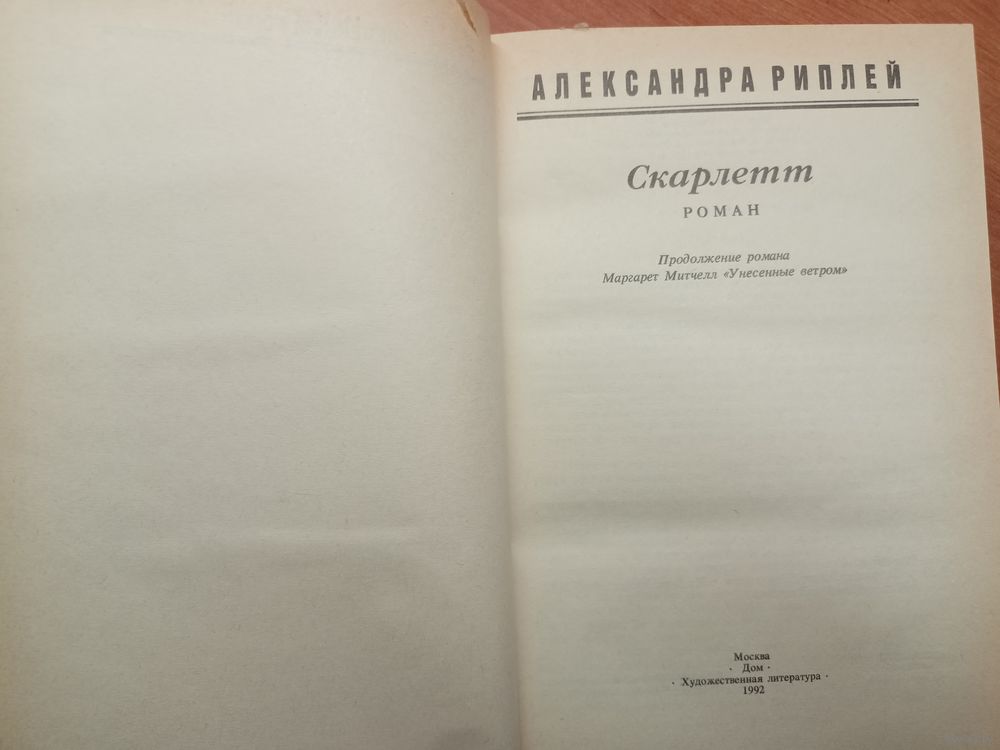 АЛЕКСАНДРА РИПЛЕЙ
Скарлетт
РОМАН
Продолжение романа
Маргарет Митчелл «Унесенные ветром»
Москва
· Дом ·
· Художественная литература ·
1992